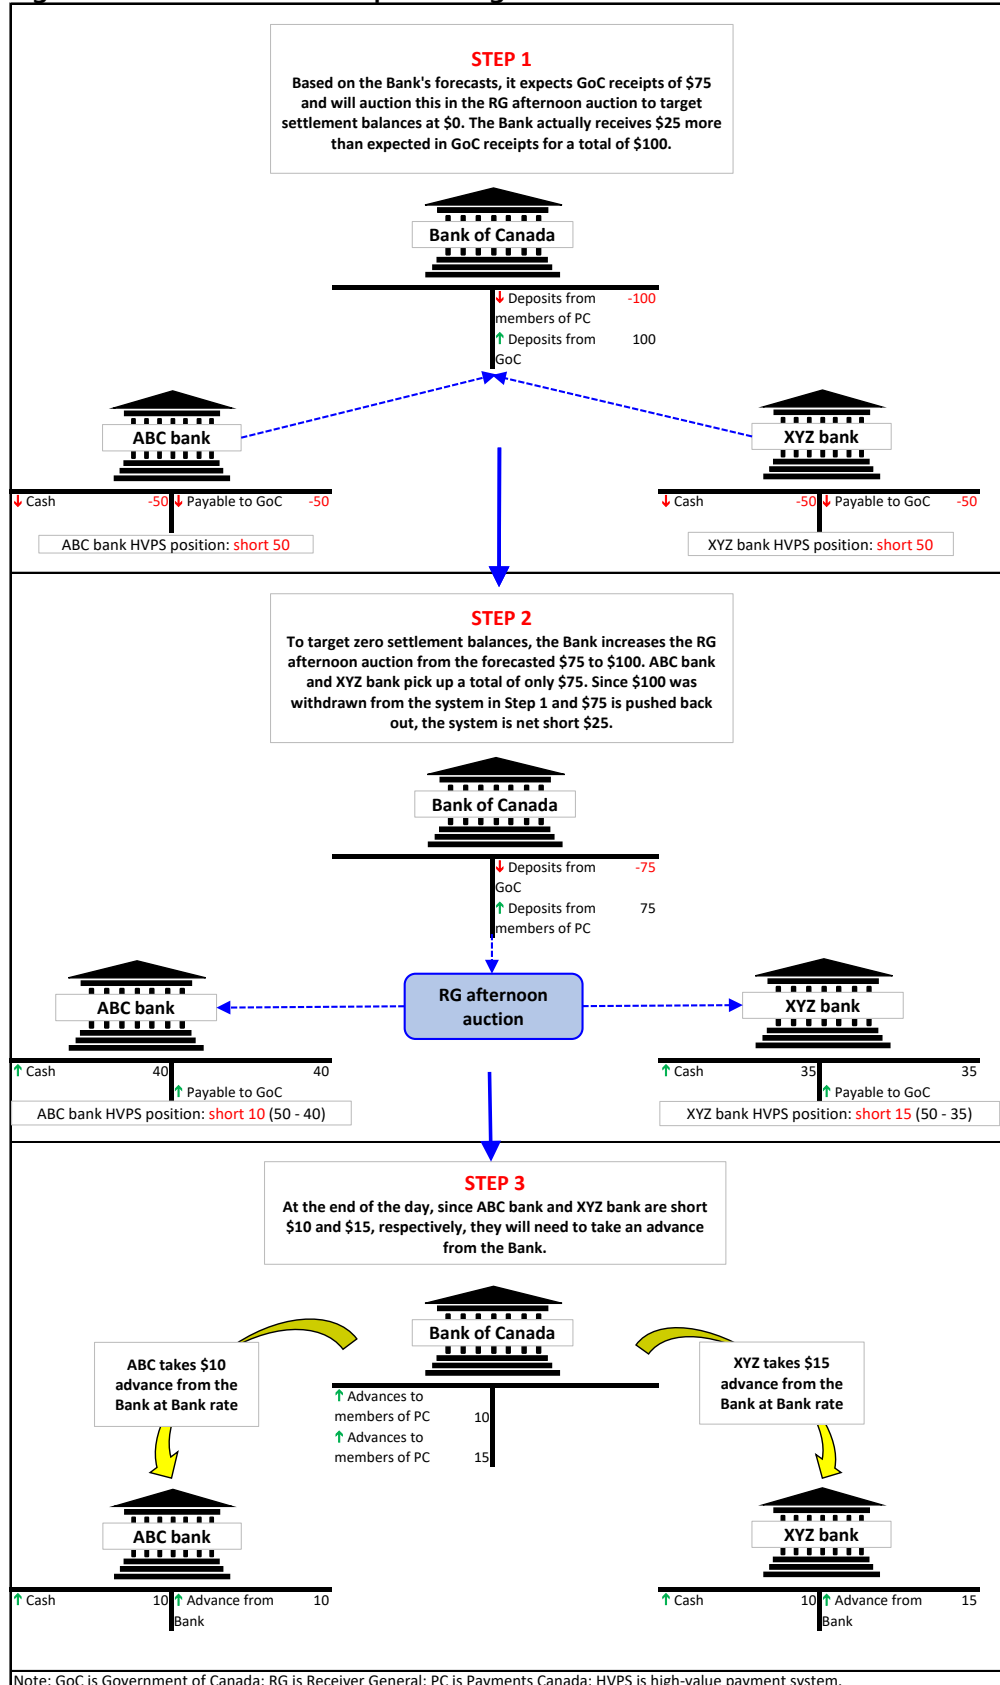 STEP 1
Based on the Bank's forecasts, it expects GoC receipts of $75
and will auction this in the RG afternoon auction to target
settlement balances at $0. The Bank actually receives $25 more
than expected in GoC receipts for a total of $100.
Bank of Canada
↓ Deposits from -100
members of PC
↑ Deposits from 100
GoC
ABC bank
XYZ bank
↓ Cash -50 ↓ Payable to GoC -50
↓ Cash -50 ↓ Payable to GoC -50
ABC bank HVPS position: short 50
XYZ bank HVPS position: short 50
STEP 2
To target zero settlement balances, the Bank increases the RG
afternoon auction from the forecasted $75 to $100. ABC bank
and XYZ bank pick up a total of only $75. Since $100 was
withdrawn from the system in Step 1 and $75 is pushed back
out, the system is net short $25.
Bank of Canada
↓ Deposits from -75
GoC
↑ Deposits from 75
members of PC
RG afternoon
auction
ABC bank
XYZ bank
↑ Cash 40 40
↑ Payable to GoC
↑ Cash 35 35
↑ Payable to GoC
ABC bank HVPS position: short 10 (50 - 40)
XYZ bank HVPS position: short 15 (50 - 35)
STEP 3
At the end of the day, since ABC bank and XYZ bank are short
$10 and $15, respectively, they will need to take an advance
from the Bank.
Bank of Canada
ABC takes $10
advance from the
Bank at Bank rate
XYZ takes $15
advance from the
Bank at Bank rate
↑ Advances to
members of PC 10
↑ Advances to
members of PC 15
ABC bank
XYZ bank
↑ Cash 10 ↑ Advance from 10
Bank
↑ Cash 10 ↑ Advance from 15
Bank
Note: GoC is Government of Canada; RG is Receiver General; PC is Payments Canada; HVPS is high-value payment system.